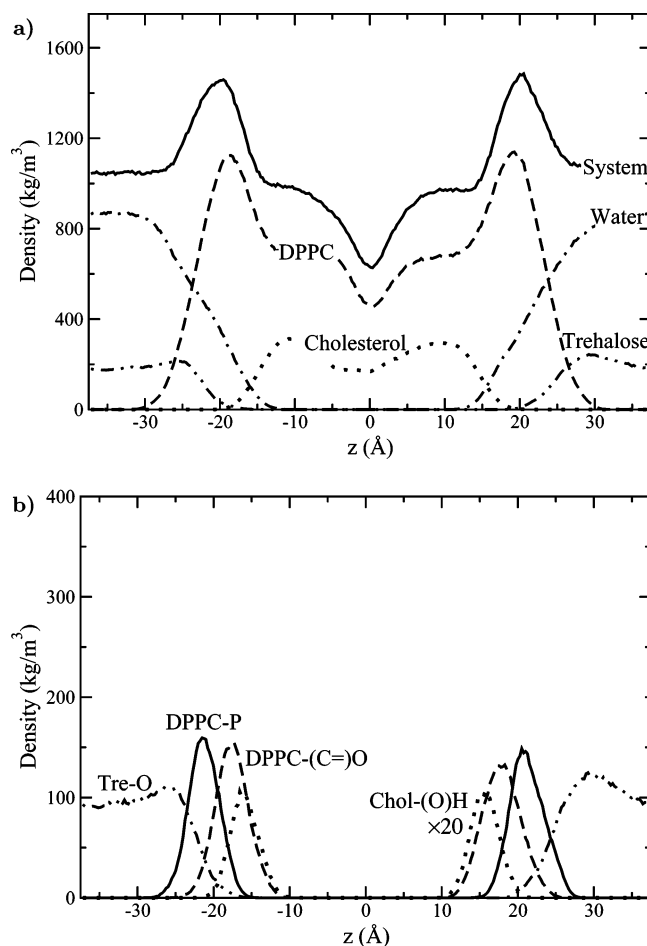 a)
1600
1200
800
400
0
Density (kg/m³)
System
Water
DPPC
Cholesterol
Trehalose
-30 -20 -10 0 10 20 30
z (Å)
b)
400
300
200
100
0
Density (kg/m³)
DPPC-P
DPPC-(C=)O
Tre-O
Chol-(O)H
×20
-30 -20 -10 0 10 20 30
z (Å)